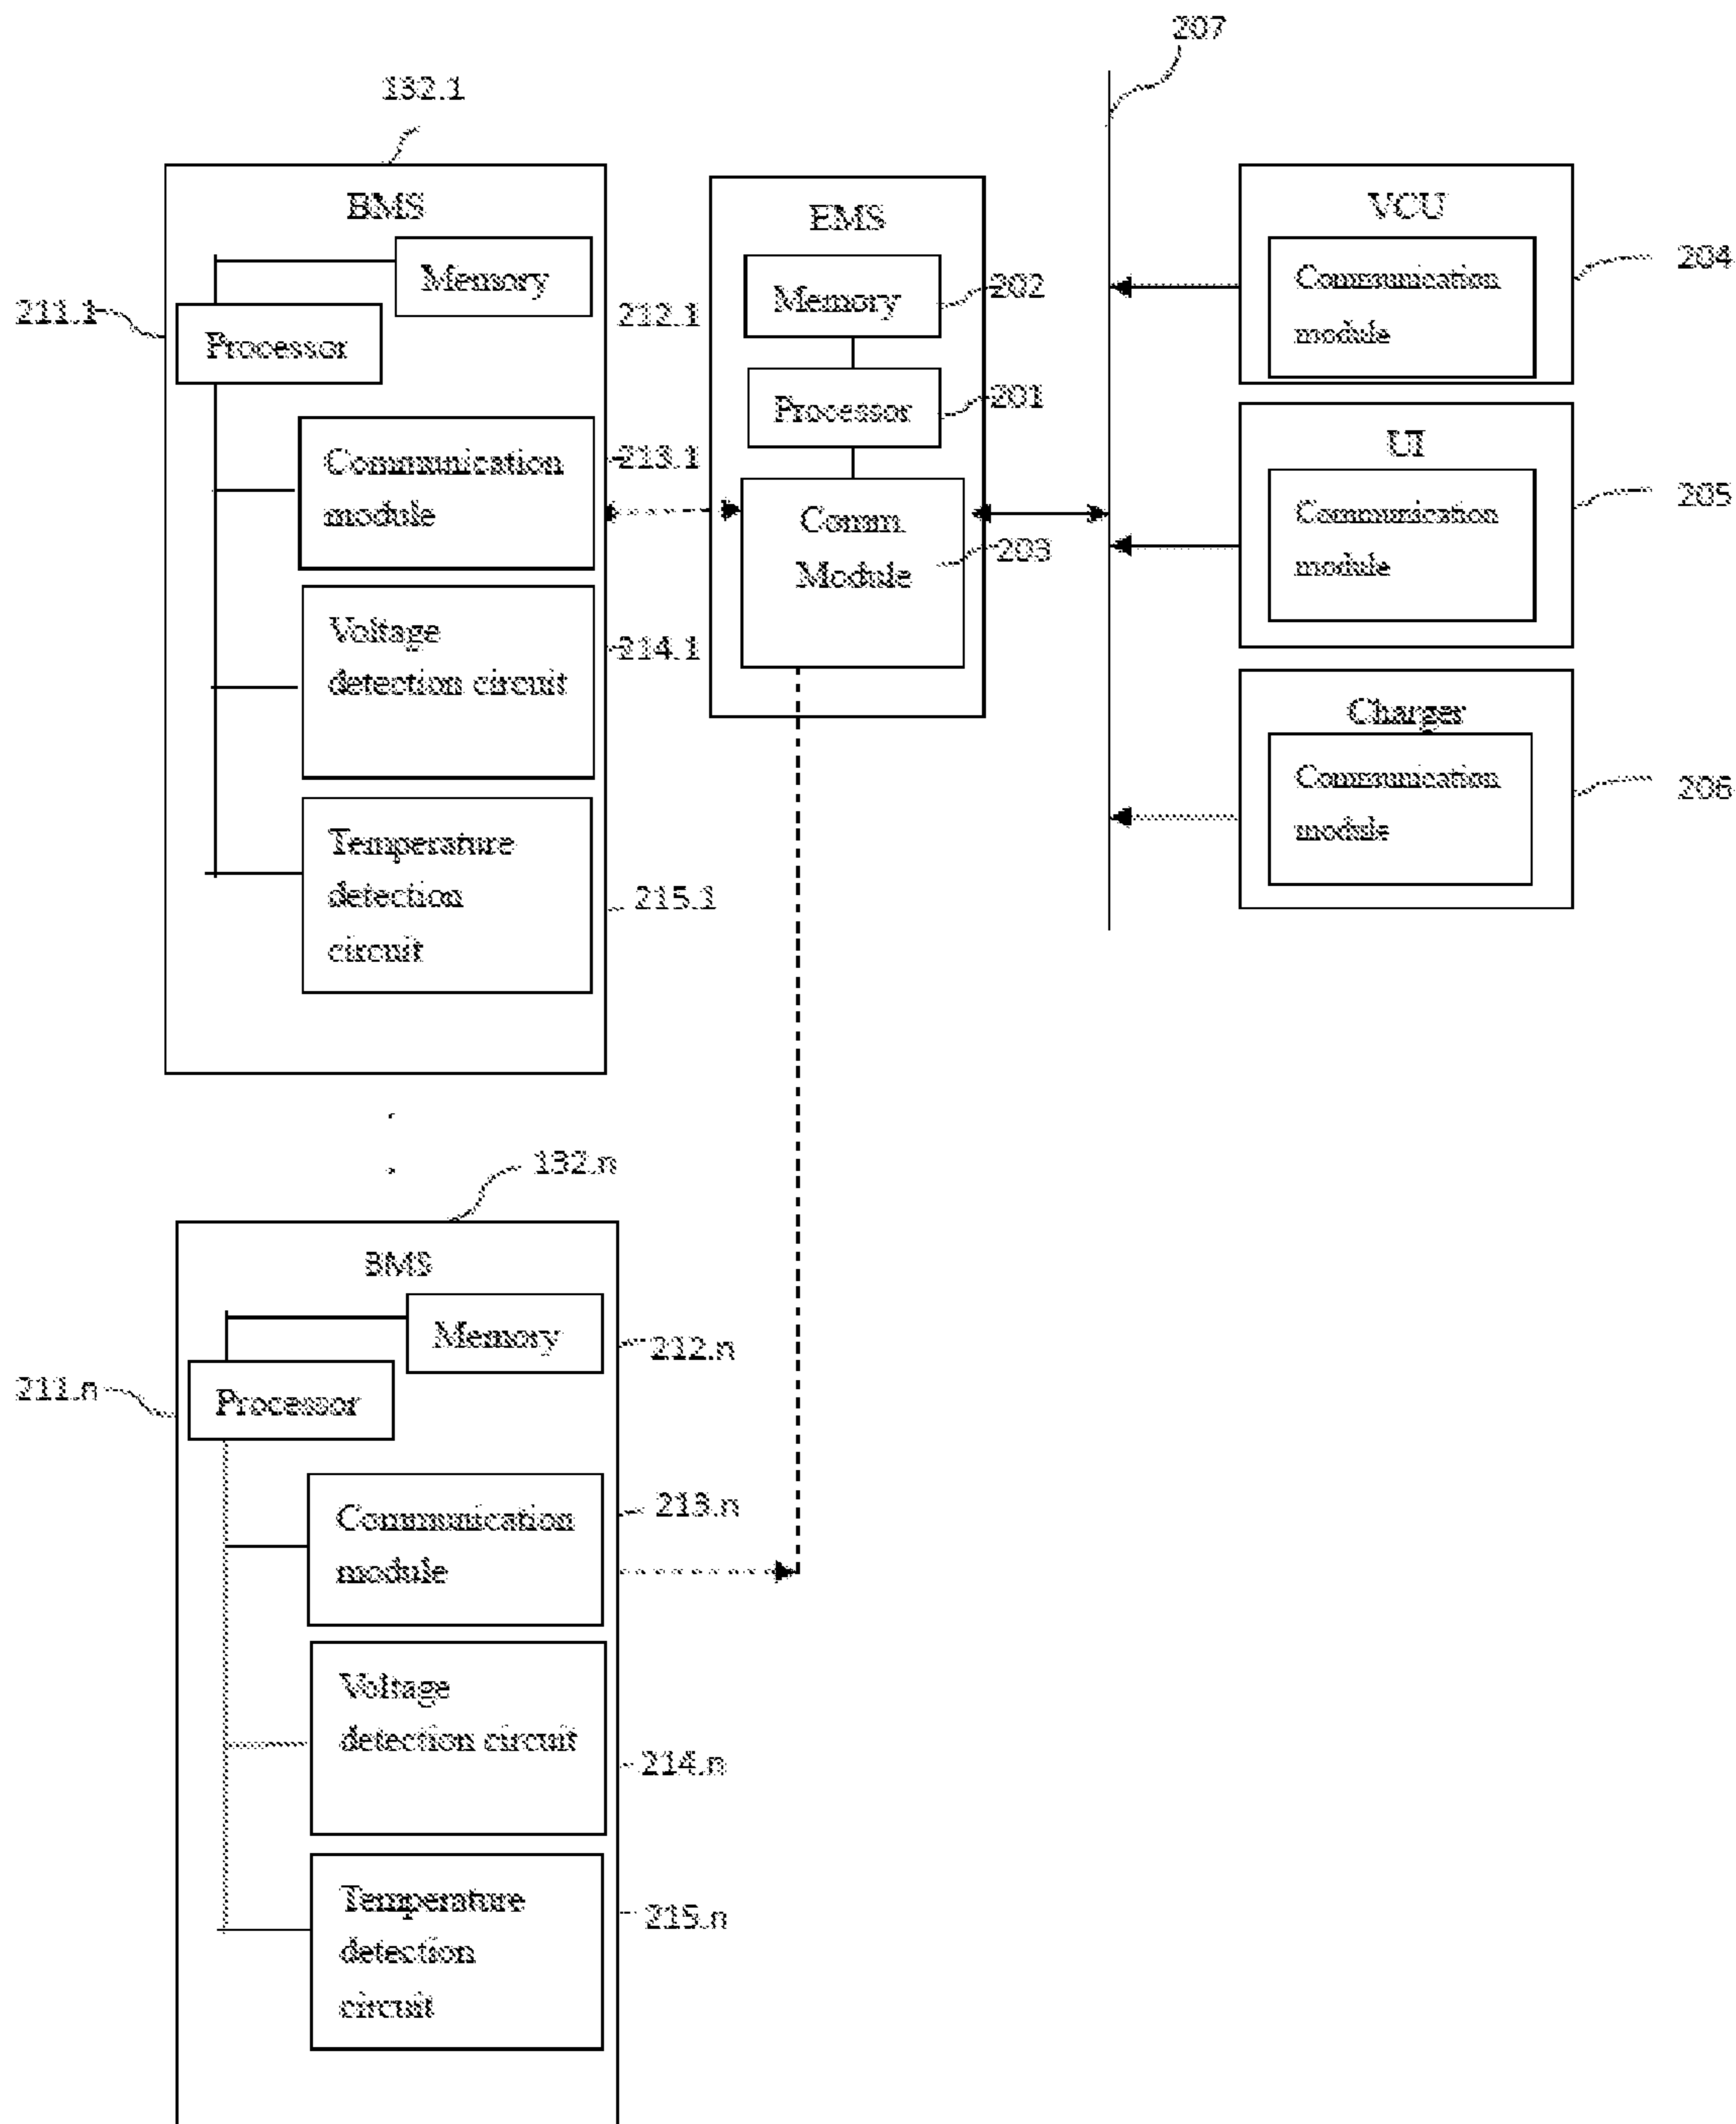 207
132.1
BMS
Memory
211.1
Processor
212.1
Communication
module
213.1
Voltage
detection circuit
214.1
Temperature
detection
circuit
215.1
EMS
Memory
202
Processor
201
Comm.
Module
203
VCU
Communication
module
204
UI
Communication
module
205
Charger
Communication
module
206
132.n
BMS
Memory
212.n
211.n
Processor
Communication
module
213.n
Voltage
detection circuit
214.n
Temperature
detection
circuit
215.n